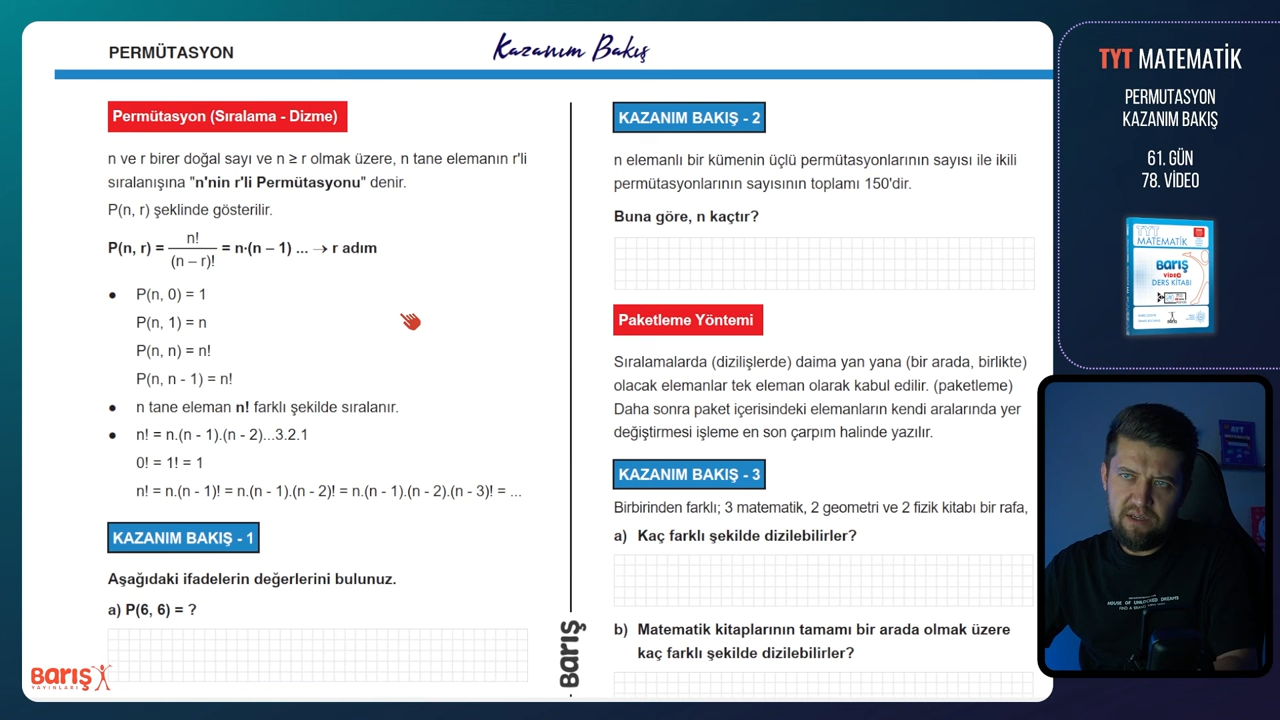 PERMÜTASYON
Kazanım Bakış
Permütasyon (Sıralama - Dizme)
n ve r birer doğal sayı ve n ≥ r olmak üzere, n tane elemanın r'li
sıralanışına "n'nin r'li Permütasyonu" denir.
P(n, r) şeklinde gösterilir.
P(n, r) = n! / (n – r)! = n·(n – 1) ... → r adım
● P(n, 0) = 1
P(n, 1) = n
P(n, n) = n!
P(n, n - 1) = n!
● n tane eleman n! farklı şekilde sıralanır.
● n! = n.(n - 1).(n - 2)...3.2.1
0! = 1! = 1
n! = n.(n - 1)! = n.(n - 1).(n - 2)! = n.(n - 1).(n - 2).(n - 3)! = ...
KAZANIM BAKIŞ - 1
Aşağıdaki ifadelerin değerlerini bulunuz.
a) P(6, 6) = ?
BARIŞ
YAYINLARI
BARIŞ
KAZANIM BAKIŞ - 2
n elemanlı bir kümenin üçlü permütasyonlarının sayısı ile ikili
permütasyonlarının sayısının toplamı 150'dir.
Buna göre, n kaçtır?
Paketleme Yöntemi
Sıralamalarda (dizilişlerde) daima yan yana (bir arada, birlikte)
olacak elemanlar tek eleman olarak kabul edilir. (paketleme)
Daha sonra paket içerisindeki elemanların kendi aralarında yer
değiştirmesi işleme en son çarpım halinde yazılır.
KAZANIM BAKIŞ - 3
Birbirinden farklı; 3 matematik, 2 geometri ve 2 fizik kitabı bir rafa,
a) Kaç farklı şekilde dizilebilirler?
b) Matematik kitaplarının tamamı bir arada olmak üzere
kaç farklı şekilde dizilebilirler?
TYT MATEMATİK
PERMUTASYON
KAZANIM BAKIŞ
61. GÜN
78. VİDEO
TYT
MATEMATİK
BARIŞ
VİDEO
DERS KİTABI
HOUSE OF UNLOCKED DREAMS